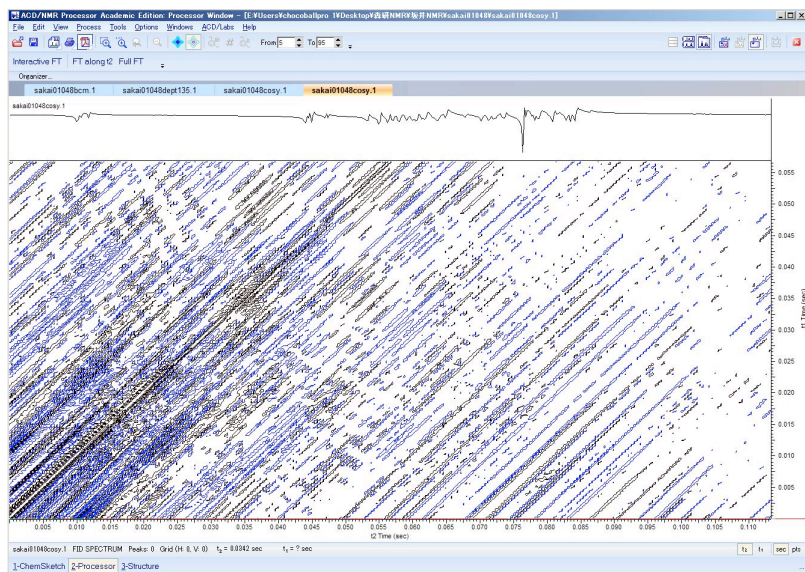 ACD/NMR Processor Academic Edition: Processor Window - [E:¥Users¥chocoballpro 1¥Desktop¥森研NMR¥坂井NMR¥sakai01048¥sakai01048cosy.1]
File Edit View Process Tools Options Windows ACD/Labs Help
From 5 To 95
Interactive FT FT along t2 Full FT
Organizer...
sakai01048bcm.1 sakai01048dept135.1 sakai01048cosy.1 sakai01048cosy.1
sakai01048cosy.1
0.055
0.050
0.045
0.040
0.035
0.030
0.025
0.020
0.015
0.010
0.005
t1 Time (sec)
0.005 0.010 0.015 0.020 0.025 0.030 0.035 0.040 0.045 0.050 0.055 0.060 0.065 0.070 0.075 0.080 0.085 0.090 0.095 0.100 0.105 0.110
t2 Time (sec)
sakai01048cosy.1 FID SPECTRUM Peaks: 0 Grid (H: 0, V: 0) t2 = 0.0342 sec t1 = ? sec t2 t1 sec pts
1-ChemSketch 2-Processor 3-Structure